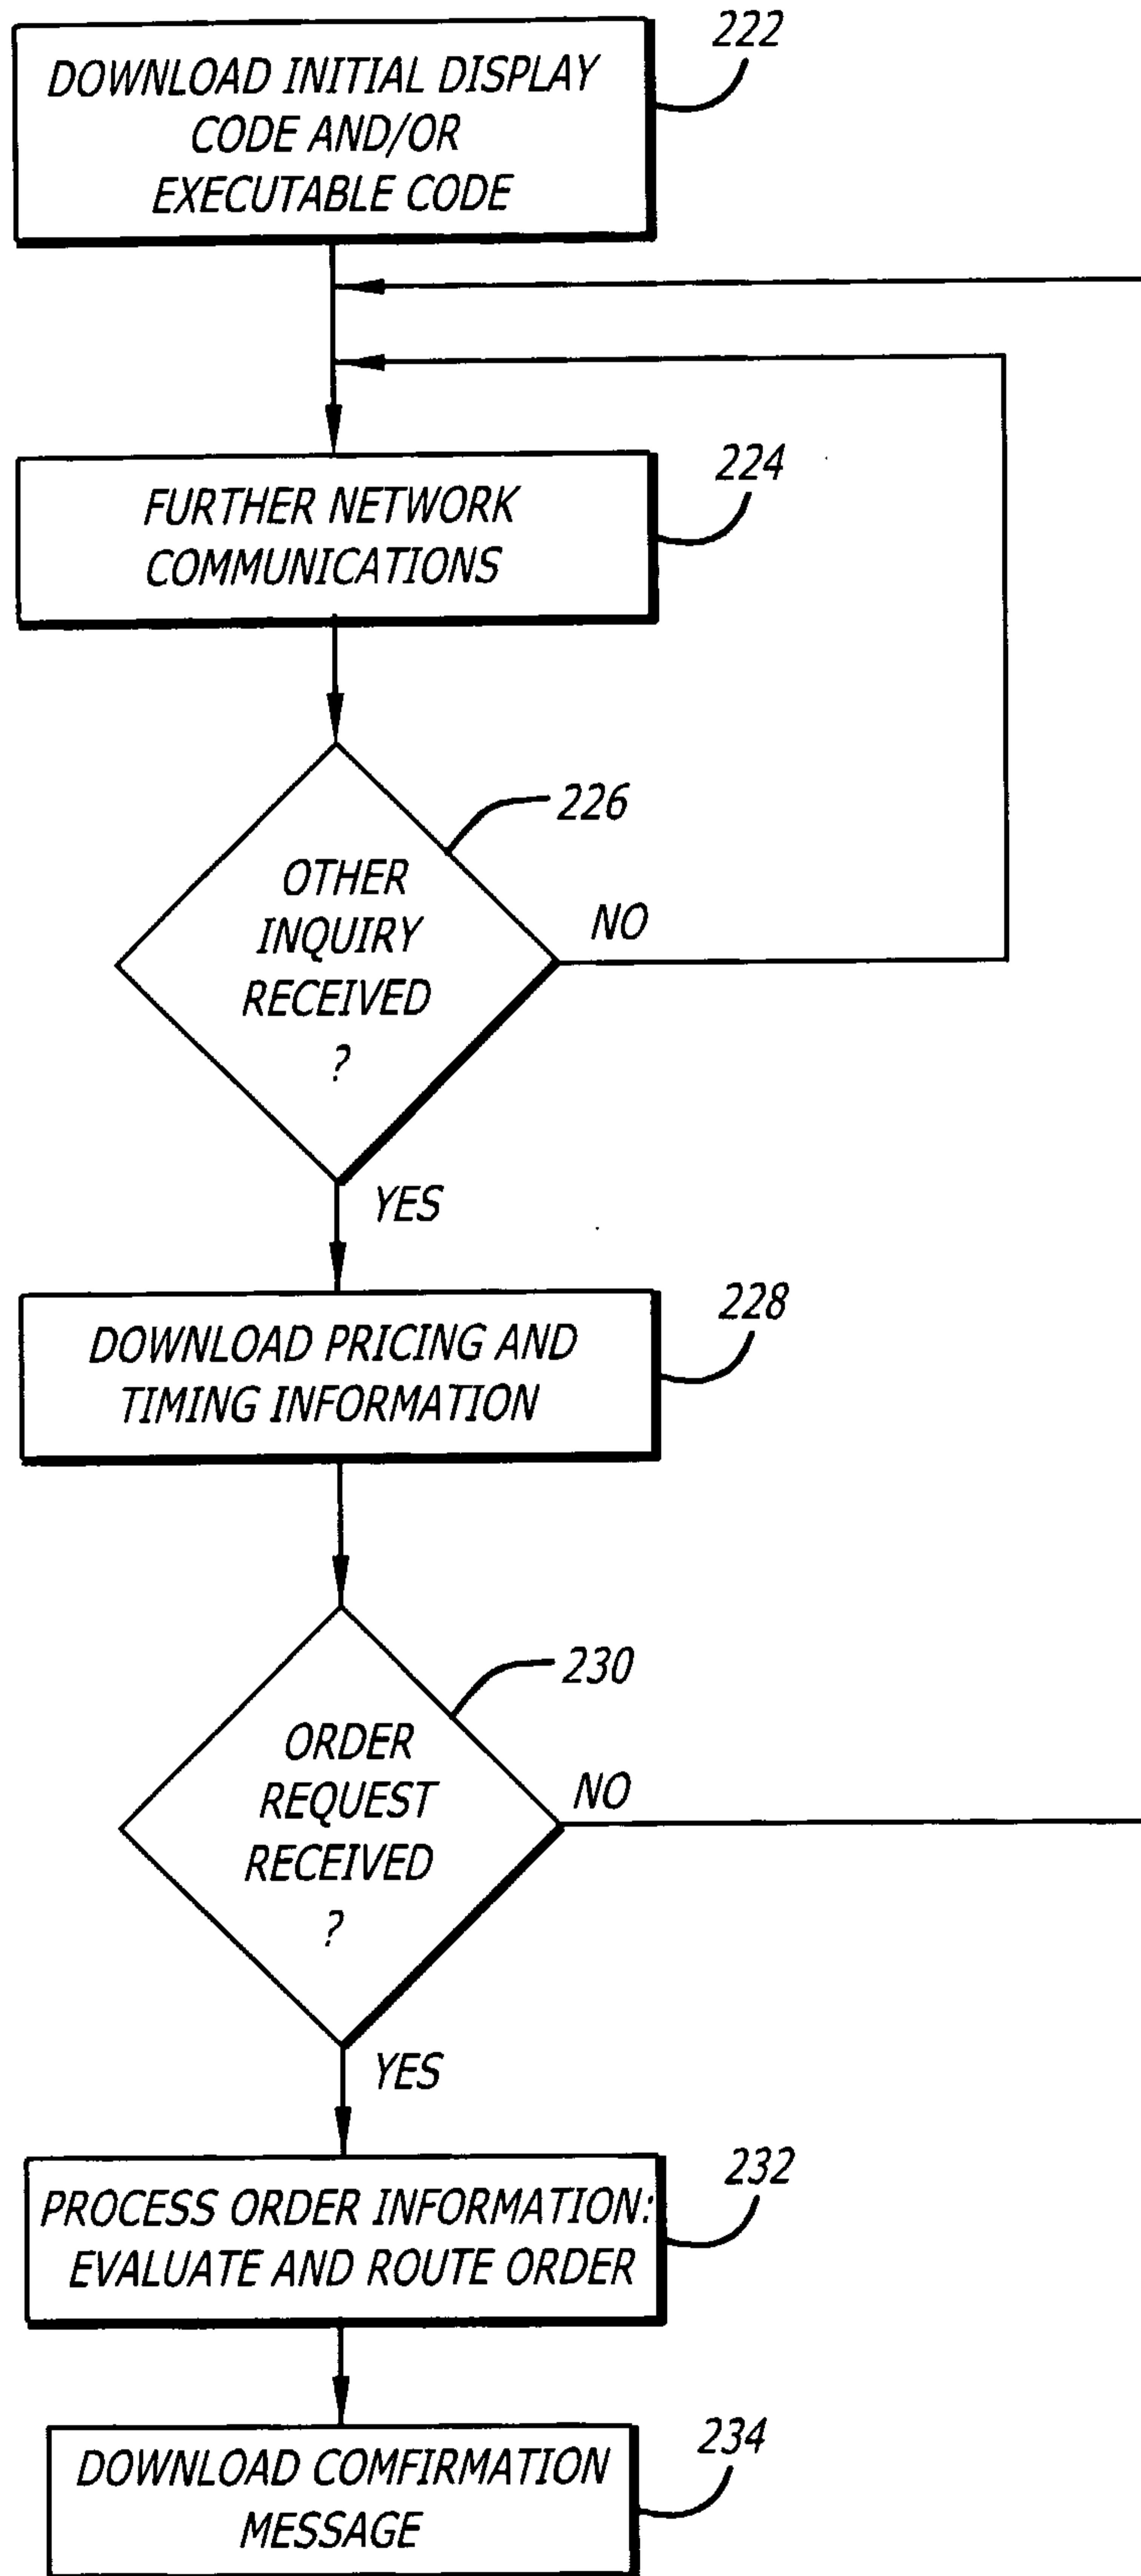 222
DOWNLOAD INITIAL DISPLAY
CODE AND/OR
EXECUTABLE CODE
224
FURTHER NETWORK
COMMUNICATIONS
226
OTHER
INQUIRY
RECEIVED
?
NO
YES
228
DOWNLOAD PRICING AND
TIMING INFORMATION
230
ORDER
REQUEST
RECEIVED
?
NO
YES
232
PROCESS ORDER INFORMATION:
EVALUATE AND ROUTE ORDER
234
DOWNLOAD COMFIRMATION
MESSAGE